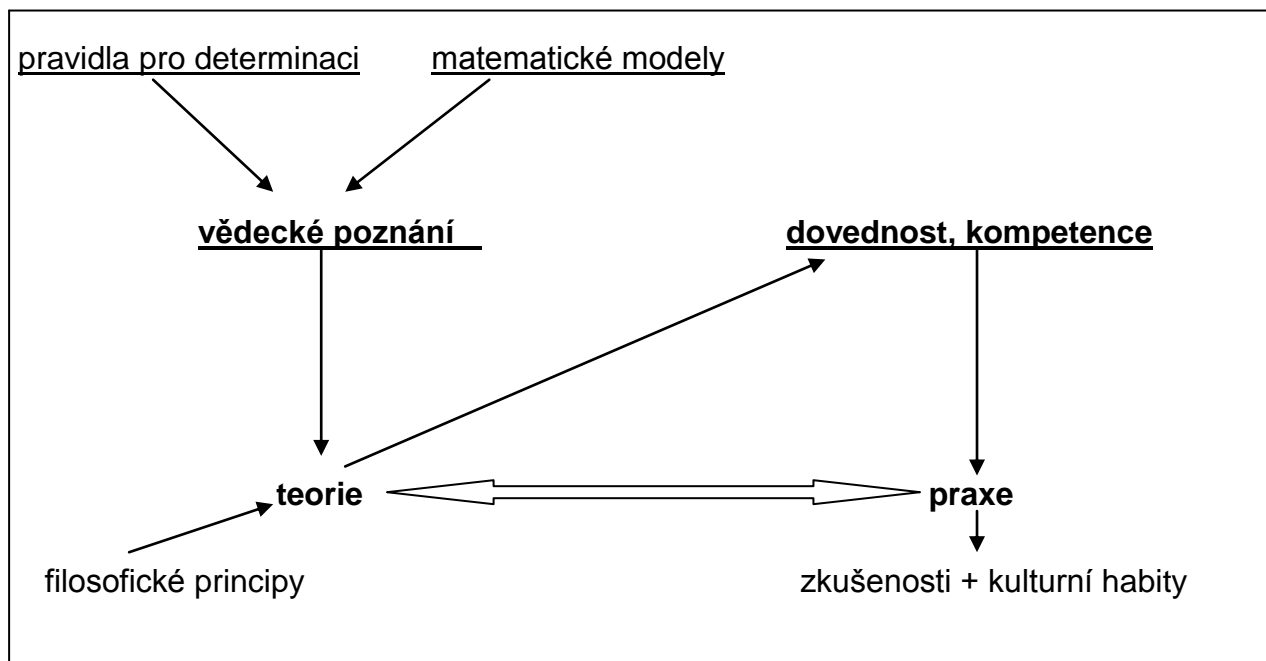 pravidla pro determinaci
matematické modely
vědecké poznání
dovednost, kompetence
teorie
praxe
filosofické principy
zkušenosti + kulturní habity